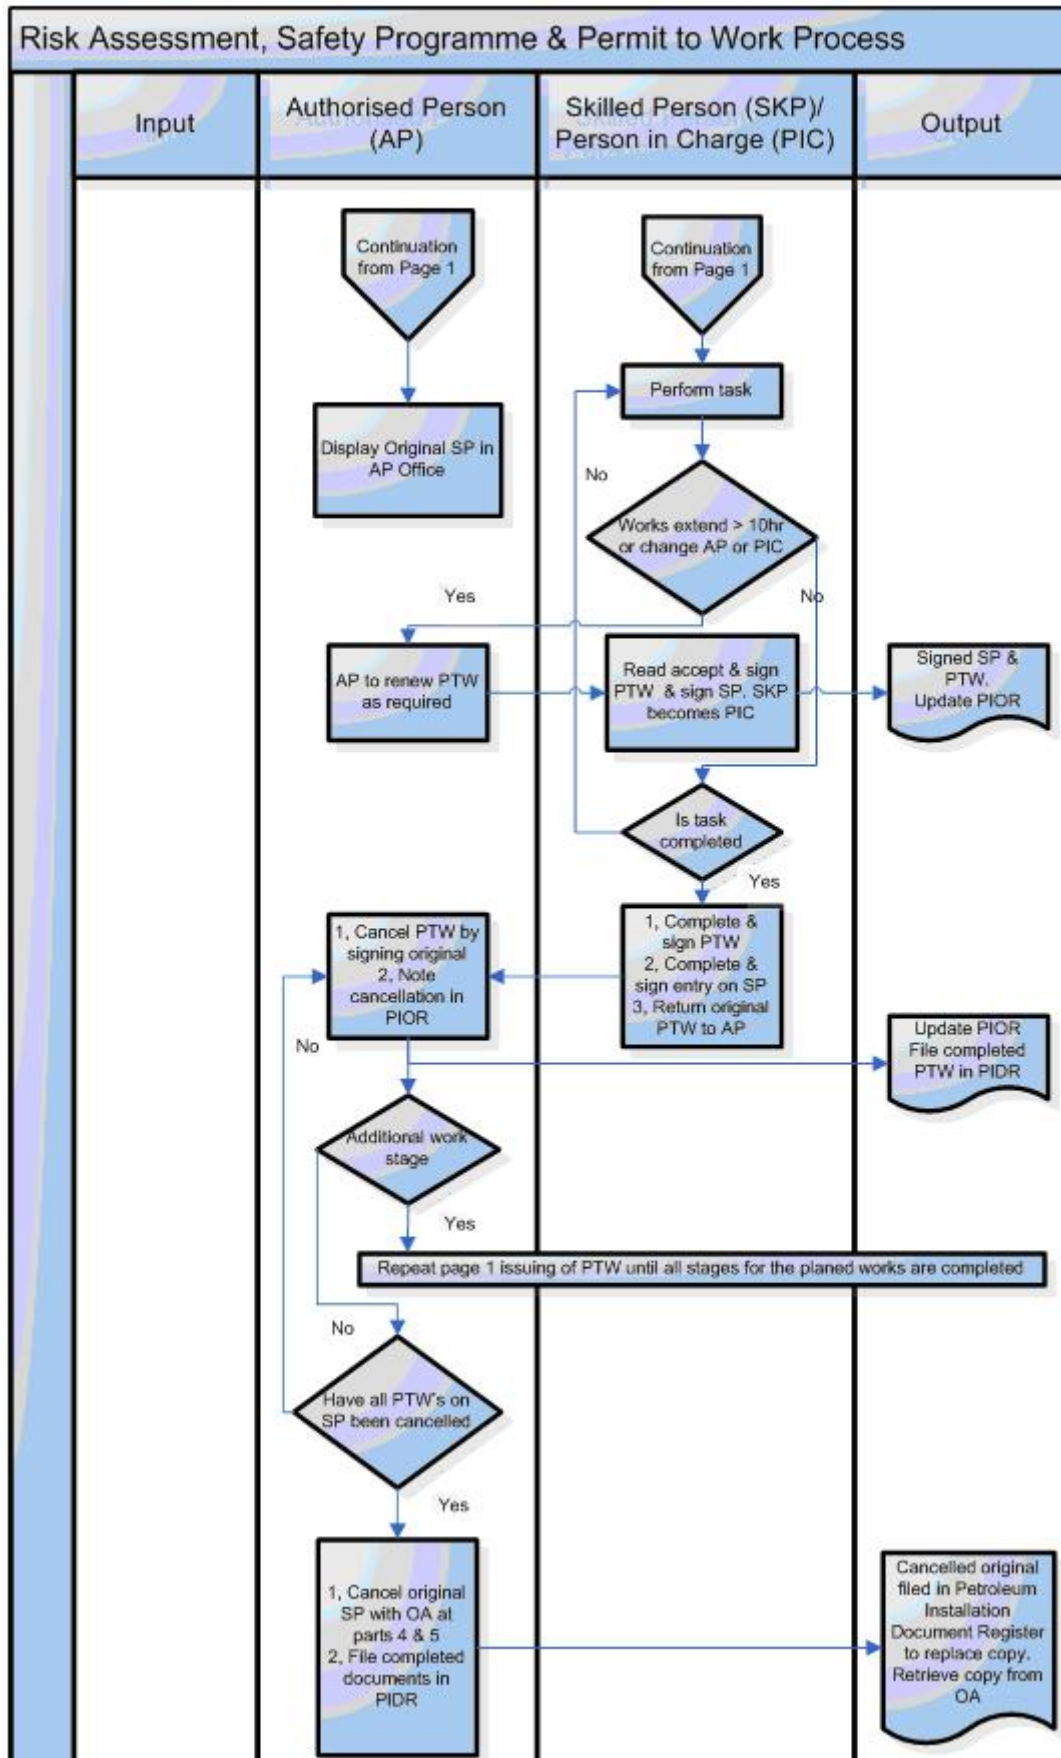 Risk Assessment, Safety Programme & Permit to Work Process
Input
Authorised Person
(AP)
Skilled Person (SKP)/
Person in Charge (PIC)
Output
Continuation
from Page 1
Continuation
from Page 1
Perform task
Display Original SP in
AP Office
No
Works extend > 10hr
or change AP or PIC
Yes
No
AP to renew PTW
as required
Read accept & sign
PTW & sign SP. SKP
becomes PIC
Signed SP &
PTW.
Update PIOR
Is task
completed
Yes
1, Cancel PTW by
signing original
2, Note
cancellation in
PIOR
1, Complete &
sign PTW
2, Complete &
sign entry on SP
3, Return original
PTW to AP
No
Update PIOR
File completed
PTW in PIDR
Additional work
stage
Yes
Repeat page 1 issuing of PTW until all stages for the planed works are completed
No
Have all PTW's on
SP been cancelled
Yes
1, Cancel original
SP with OA at
parts 4 & 5
2, File completed
documents in
PIDR
Cancelled original
filed in Petroleum
Installation
Document Register
to replace copy.
Retrieve copy from
OA